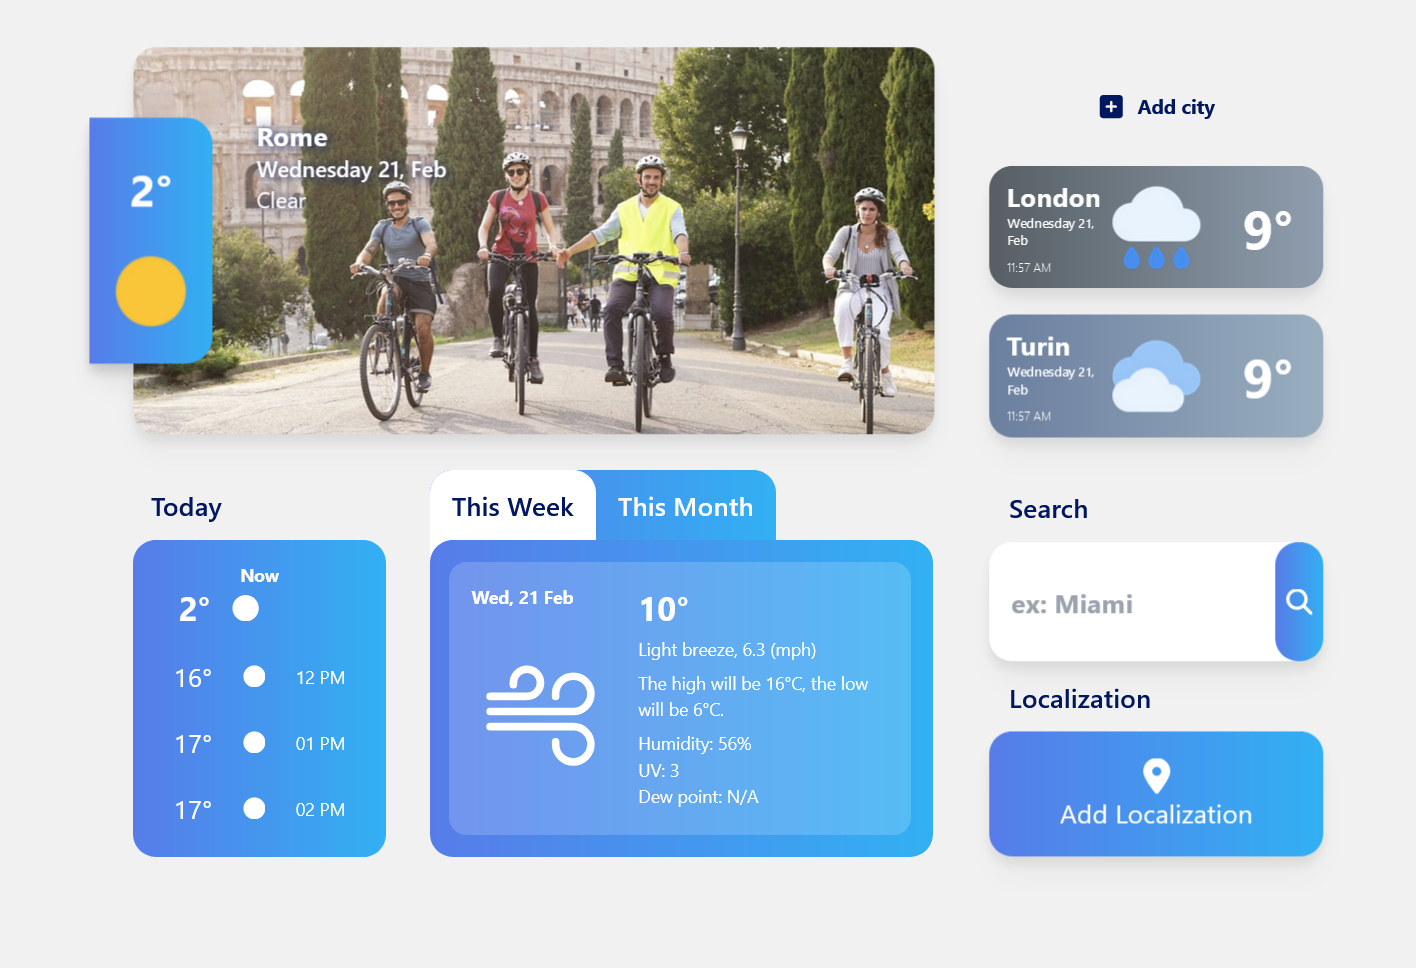 2°
Rome
Wednesday 21, Feb
Clear
Add city
London
Wednesday 21,
Feb
11:57 AM
9°
Turin
Wednesday 21,
Feb
11:57 AM
9°
Today
Now
2°
16° 12 PM
17° 01 PM
17° 02 PM
This Week This Month
Wed, 21 Feb
10°
Light breeze, 6.3 (mph)
The high will be 16°C, the low
will be 6°C.
Humidity: 56%
UV: 3
Dew point: N/A
Search
ex: Miami
Localization
Add Localization